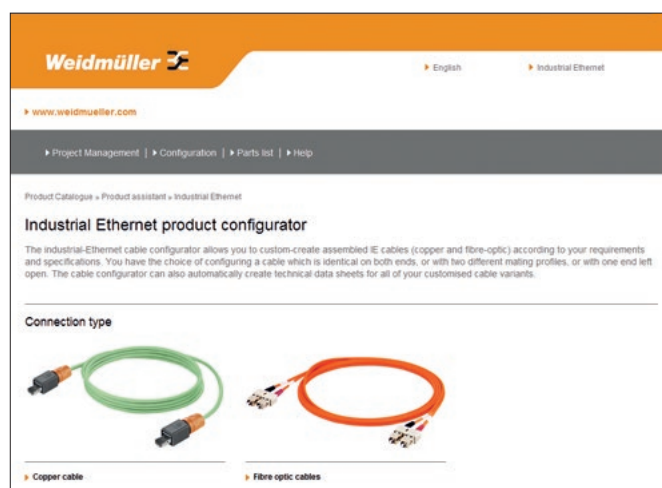 Weidmüller
English Industrial Ethernet
www.weidmueller.com
Project Management | Configuration | Parts list | Help
Product Catalogue » Product assistant » Industrial Ethernet
Industrial Ethernet product configurator
The industrial-Ethernet cable configurator allows you to custom-create assembled IE cables (copper and fibre-optic) according to your requirements
and specifications. You have the choice of configuring a cable which is identical on both ends, or with two different mating profiles, or with one end left
open. The cable configurator can also automatically create technical data sheets for all of your customised cable variants.
Connection type
Copper cable Fibre optic cables